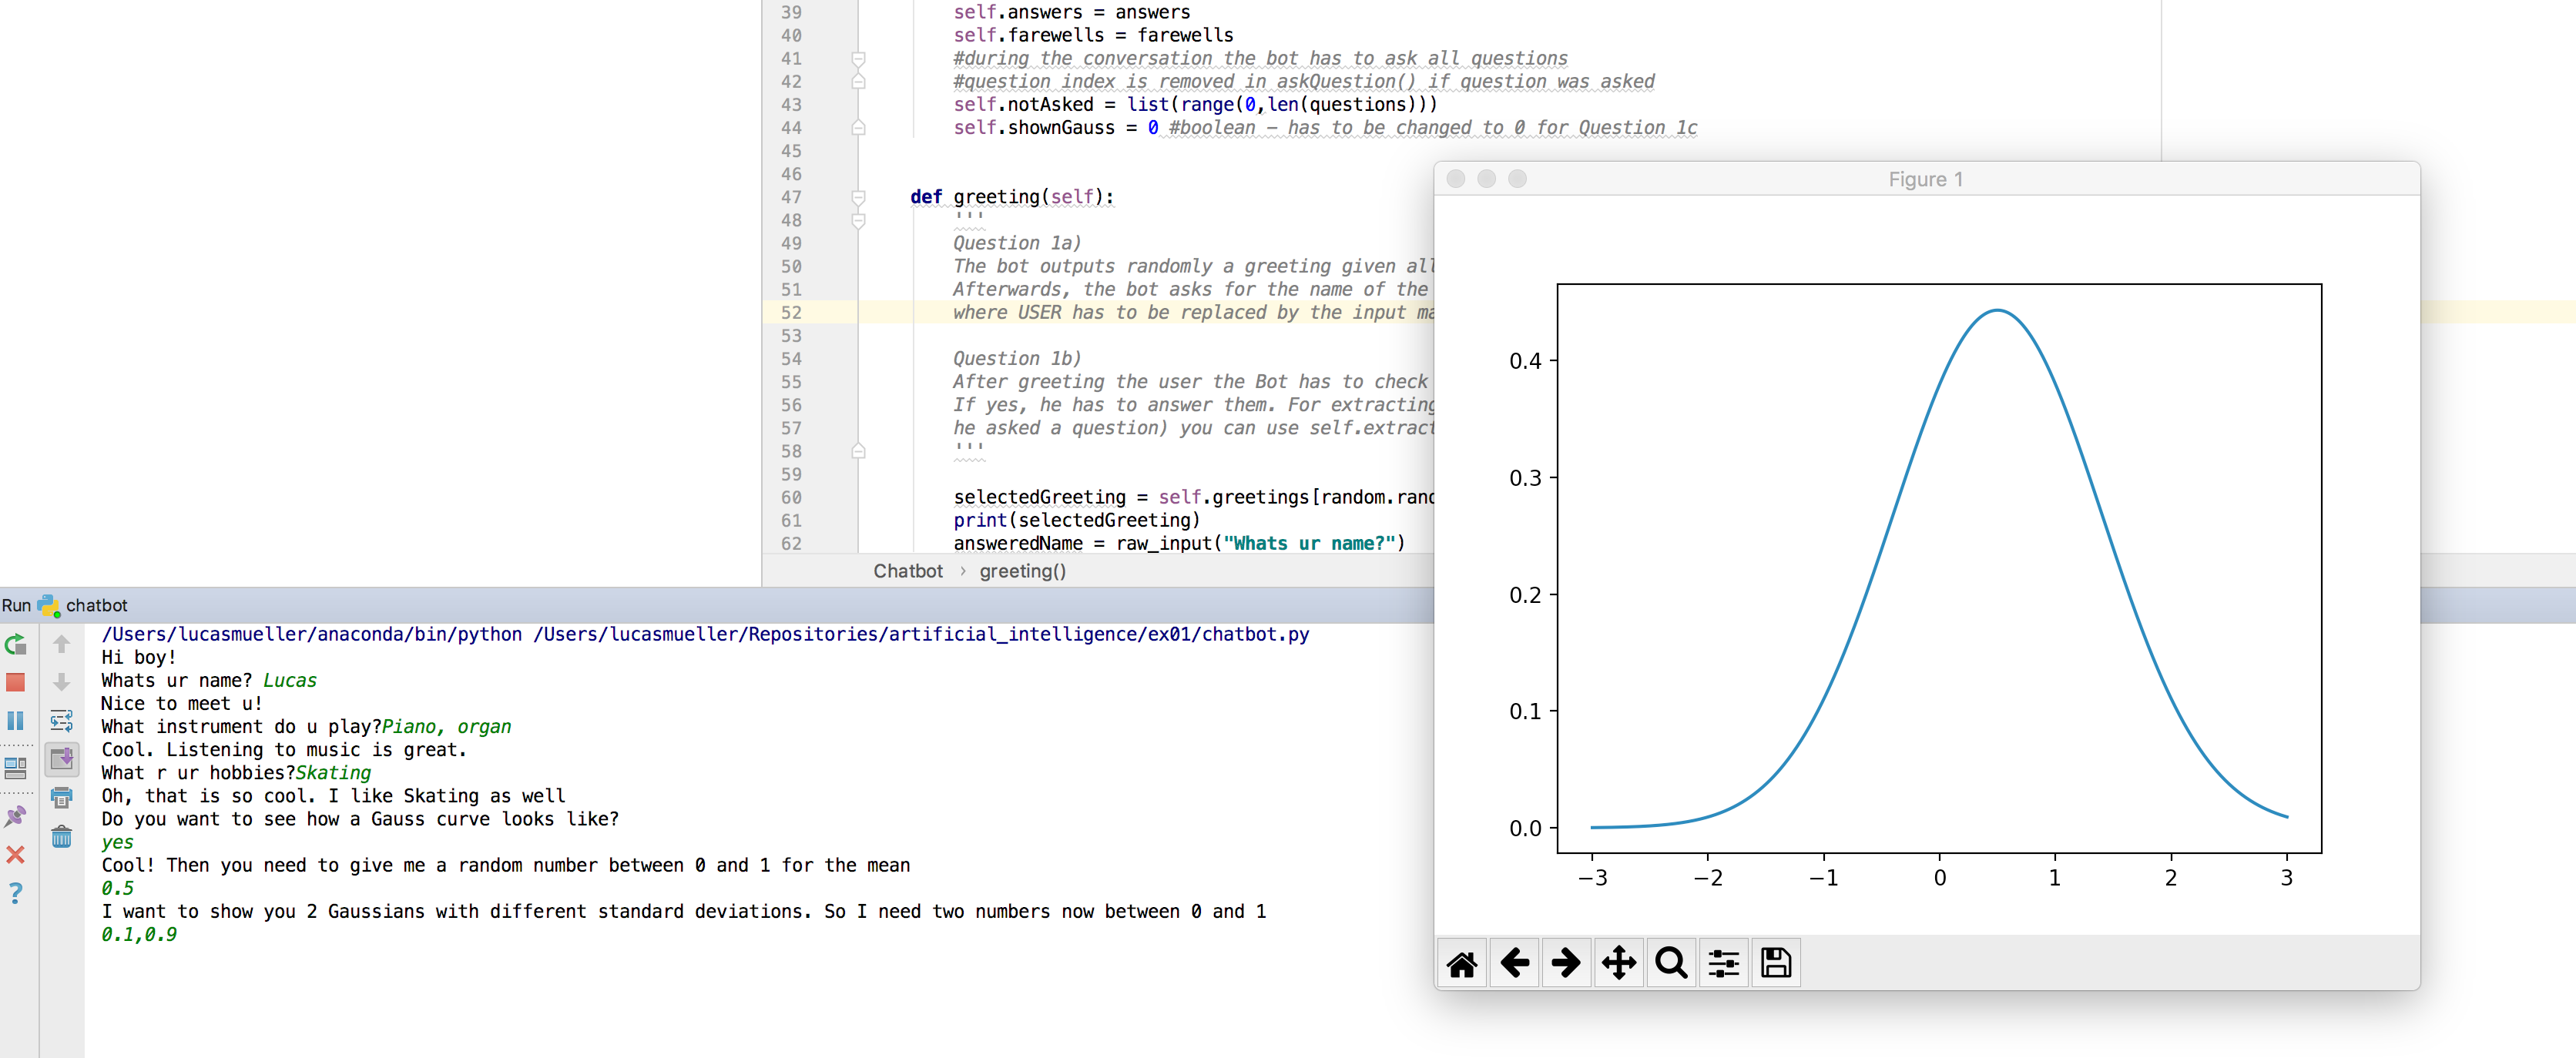 39 self.answers = answers
40 self.farewells = farewells
41 #during the conversation the bot has to ask all questions
42 #question index is removed in askQuestion() if question was asked
43 self.notAsked = list(range(0,len(questions)))
44 self.shownGauss = 0 #boolean – has to be changed to 0 for Question 1c
45
46
47 def greeting(self):
48 '''
49 Question 1a)
50 The bot outputs randomly a greeting given all
51 Afterwards, the bot asks for the name of the
52 where USER has to be replaced by the input
53
54 Question 1b)
55 After greeting the user the Bot has to check
56 If yes, he has to answer them. For extracting
57 he asked a question) you can use self.extract
58 '''
59
60 selectedGreeting = self.greetings[random.rand
61 print(selectedGreeting)
62 answeredName = raw_input("Whats ur name?")
Chatbot › greeting()
Figure 1
0.4
0.3
0.2
0.1
0.0
−3 −2 −1 0 1 2 3
Run chatbot
/Users/lucasmueller/anaconda/bin/python /Users/lucasmueller/Repositories/artificial_intelligence/ex01/chatbot.py
Hi boy!
Whats ur name? Lucas
Nice to meet u!
What instrument do u play?Piano, organ
Cool. Listening to music is great.
What r ur hobbies?Skating
Oh, that is so cool. I like Skating as well
Do you want to see how a Gauss curve looks like?
yes
Cool! Then you need to give me a random number between 0 and 1 for the mean
0.5
I want to show you 2 Gaussians with different standard deviations. So I need two numbers now between 0 and 1
0.1,0.9